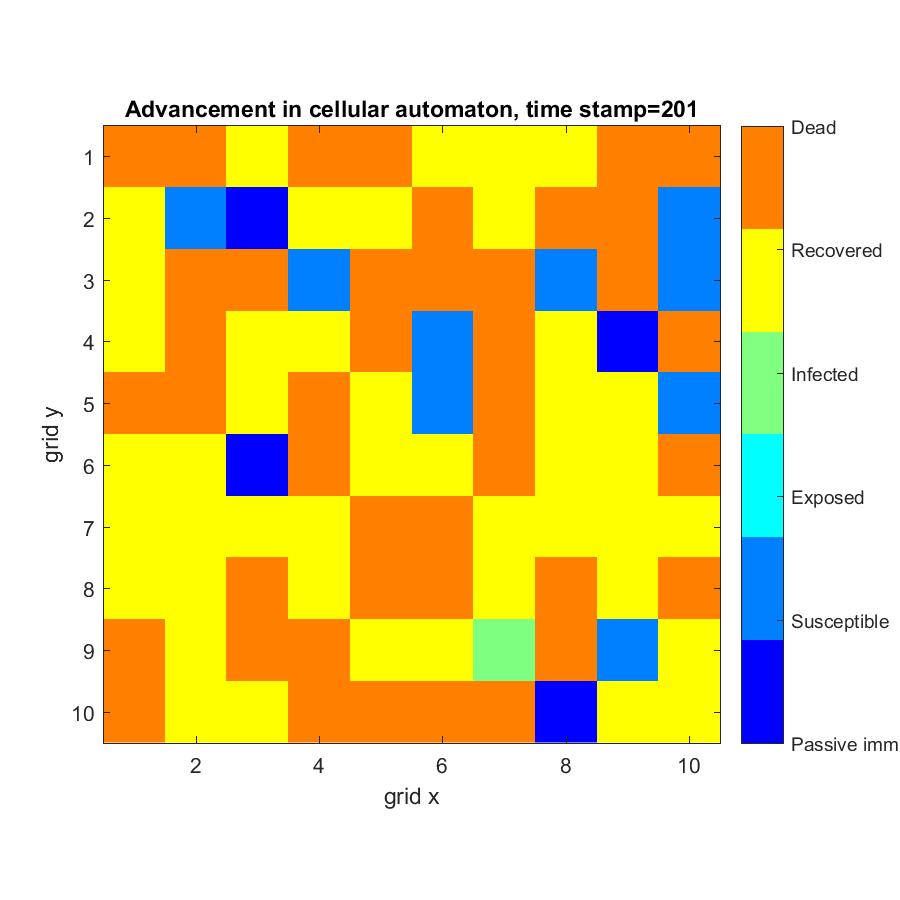 Advancement in cellular automaton, time stamp=201
grid y
1
2
3
4
5
6
7
8
9
10
2
4
6
8
10
grid x
Dead
Recovered
Infected
Exposed
Susceptible
Passive imm